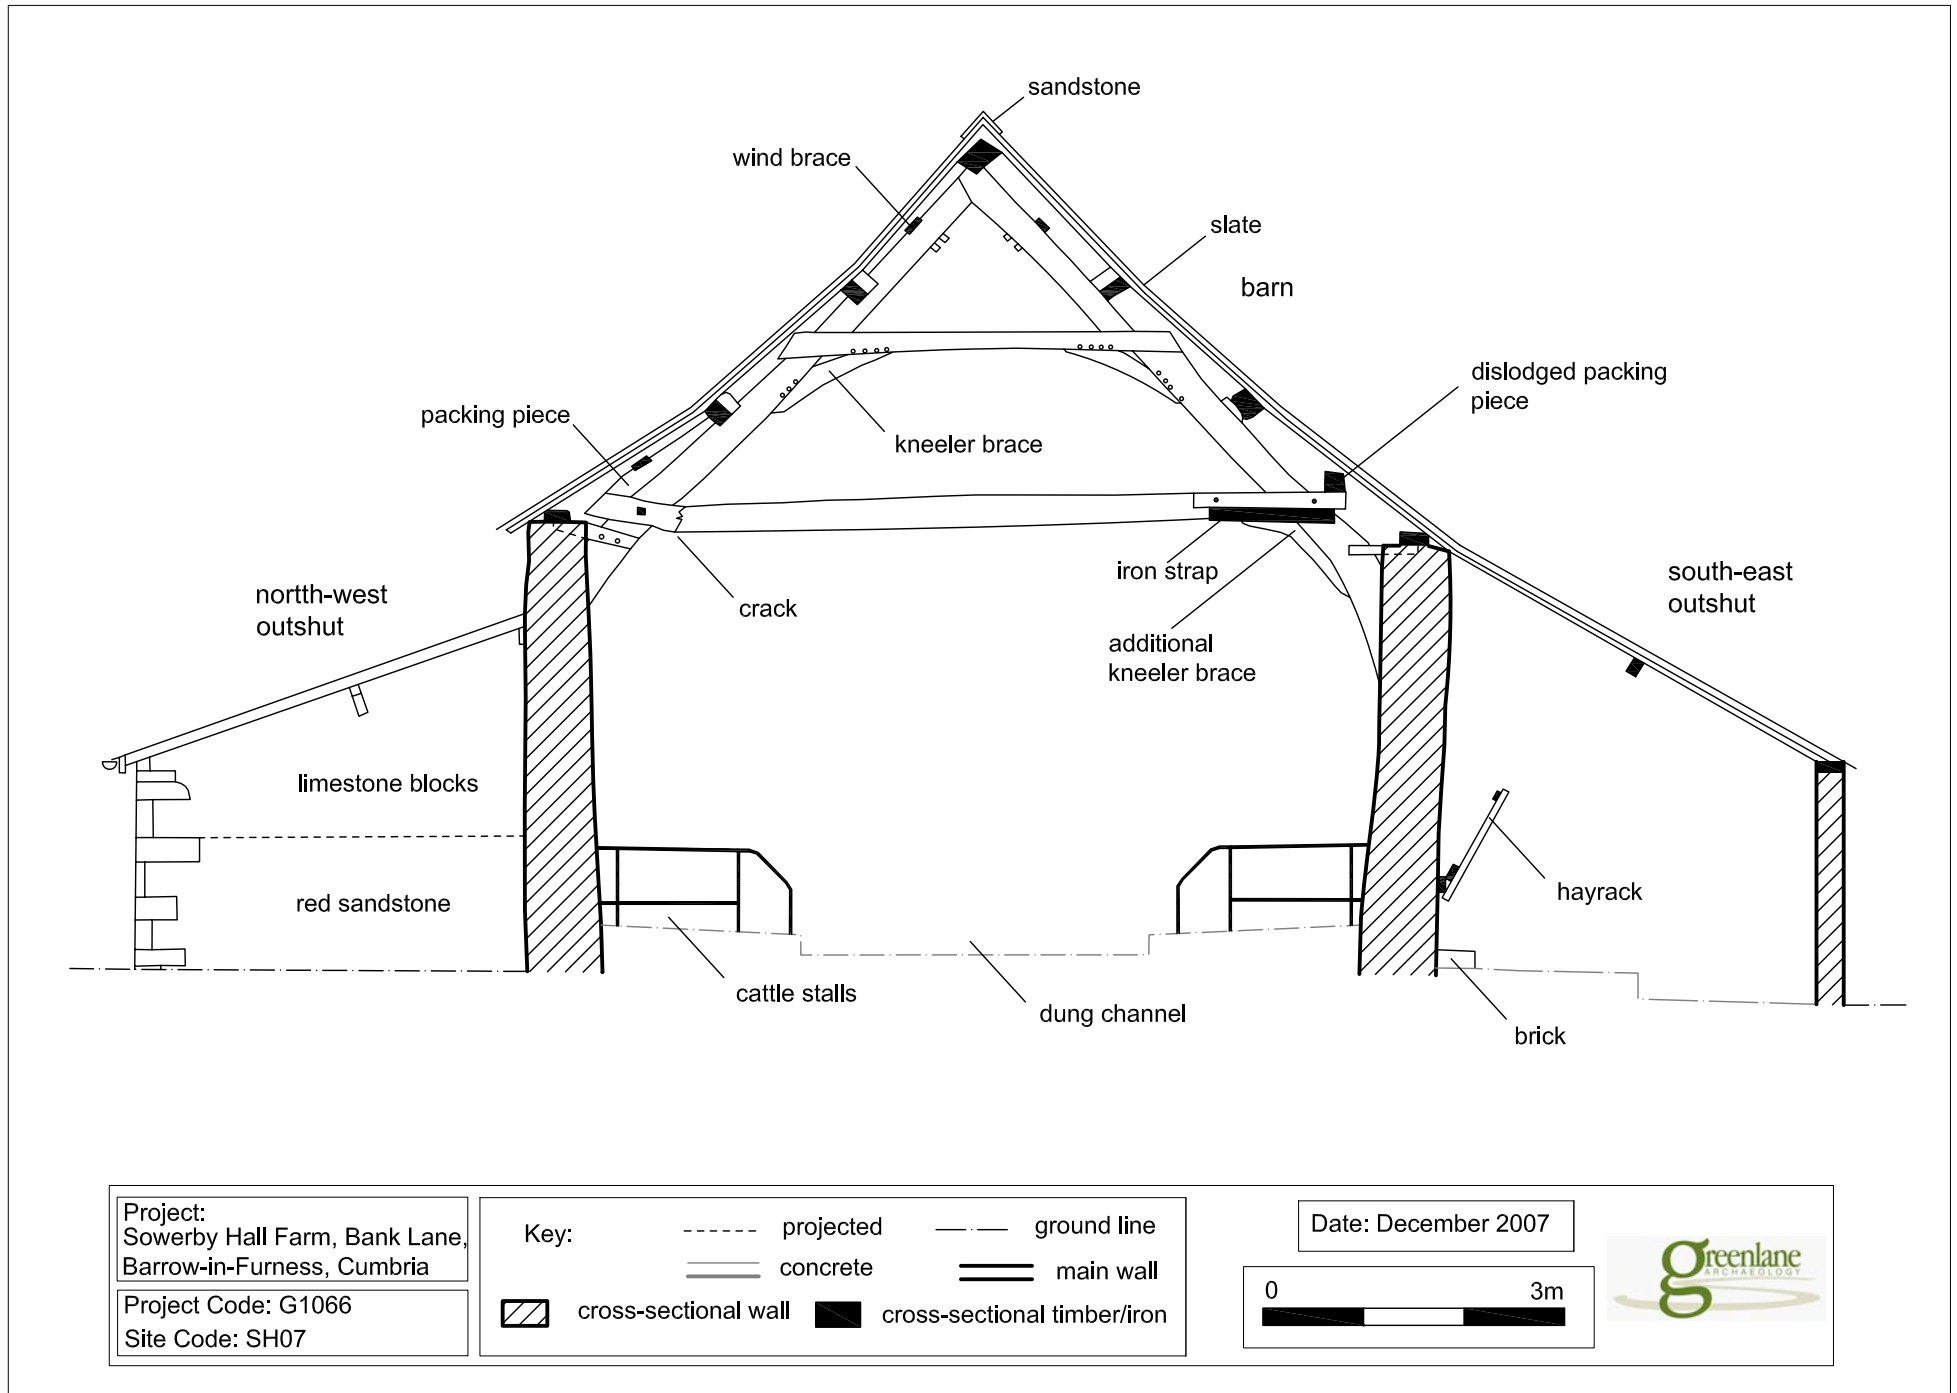 sandstone
wind brace
slate
barn
dislodged packing
piece
packing piece
kneeler brace
iron strap
crack
nortth-west
outshut
south-east
outshut
additional
kneeler brace
limestone blocks
red sandstone
hayrack
cattle stalls
dung channel
brick
Project:
Sowerby Hall Farm, Bank Lane,
Barrow-in-Furness, Cumbria
Project Code: G1066
Site Code: SH07
Key:
projected
ground line
concrete
main wall
cross-sectional wall
cross-sectional timber/iron
Date: December 2007
0 3m
greenlane
ARCHAEOLOGY